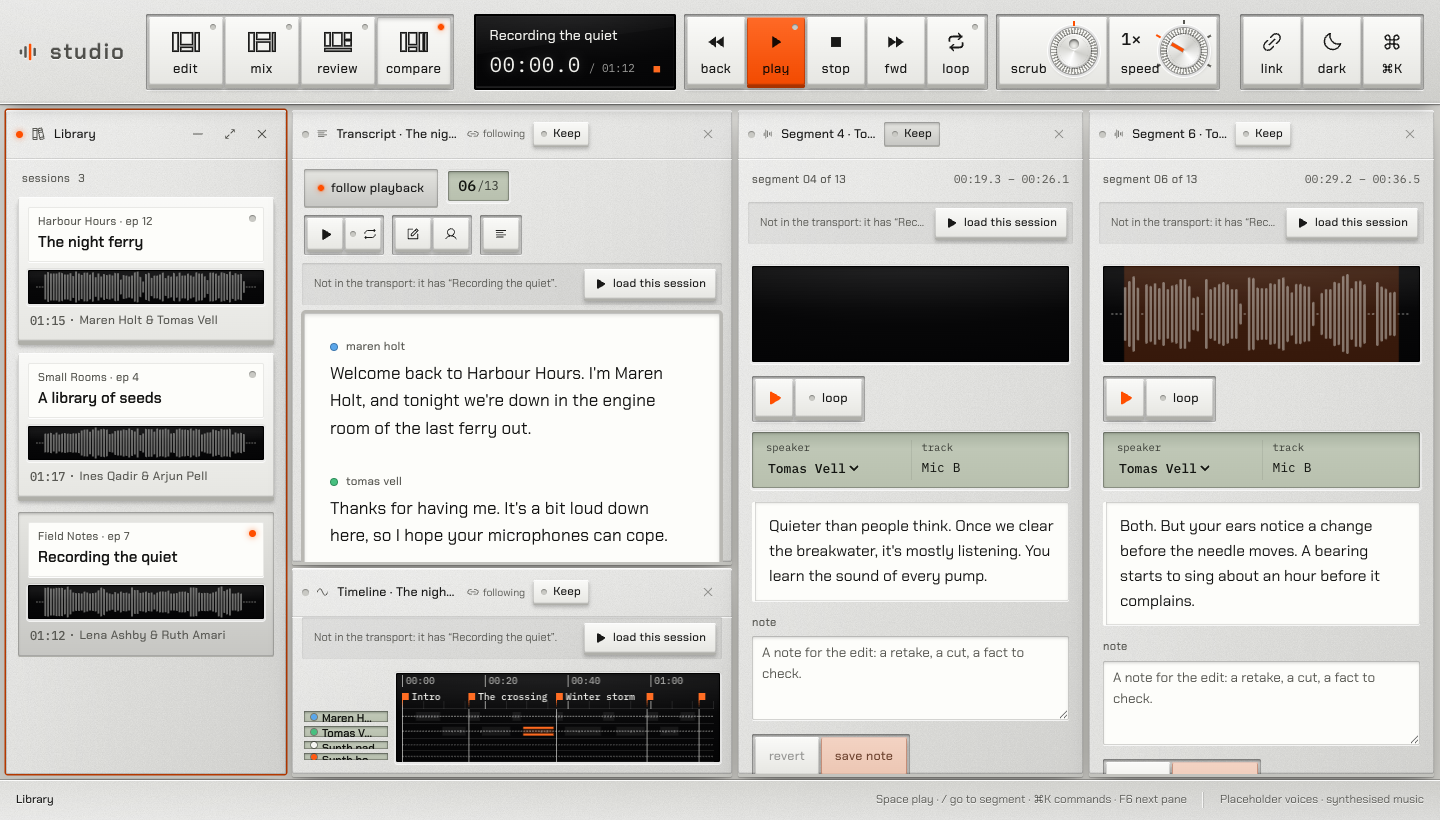 studio
edit
mix
review
compare
Recording the quiet
00:00.0 / 01:12
back
play
stop
fwd
loop
scrub
1×
speed
link
dark
⌘K
Library
sessions 3
Harbour Hours · ep 12
The night ferry
01:15 · Maren Holt & Tomas Vell
Small Rooms · ep 4
A library of seeds
01:17 · Ines Qadir & Arjun Pell
Field Notes · ep 7
Recording the quiet
01:12 · Lena Ashby & Ruth Amari
Transcript · The nig...
following
Keep
follow playback
06/13
Not in the transport: it has “Recording the quiet”.
load this session
maren holt
Welcome back to Harbour Hours. I'm Maren
Holt, and tonight we're down in the engine
room of the last ferry out.
tomas vell
Thanks for having me. It's a bit loud down
here, so I hope your microphones can cope.
Timeline · The nigh...
following
Keep
Not in the transport: it has “Recording the quiet”.
load this session
00:00 00:20 00:40 01:00
Intro The crossing Winter storm
Maren H...
Tomas V...
Synth pad
Synth ba...
Segment 4 · To...
Keep
segment 04 of 13 00:19.3 – 00:26.1
Not in the transport: it has “Rec...
load this session
loop
speaker track
Tomas Vell Mic B
Quieter than people think. Once we clear
the breakwater, it's mostly listening. You
learn the sound of every pump.
note
A note for the edit: a retake, a cut, a fact to
check.
revert save note
Segment 6 · To...
Keep
segment 06 of 13 00:29.2 – 00:36.5
Not in the transport: it has “Rec...
load this session
loop
speaker track
Tomas Vell Mic B
Both. But your ears notice a change
before the needle moves. A bearing
starts to sing about an hour before it
complains.
note
A note for the edit: a retake, a cut, a fact to
check.
Library
Space play · / go to segment · ⌘K commands · F6 next pane
Placeholder voices · synthesised music